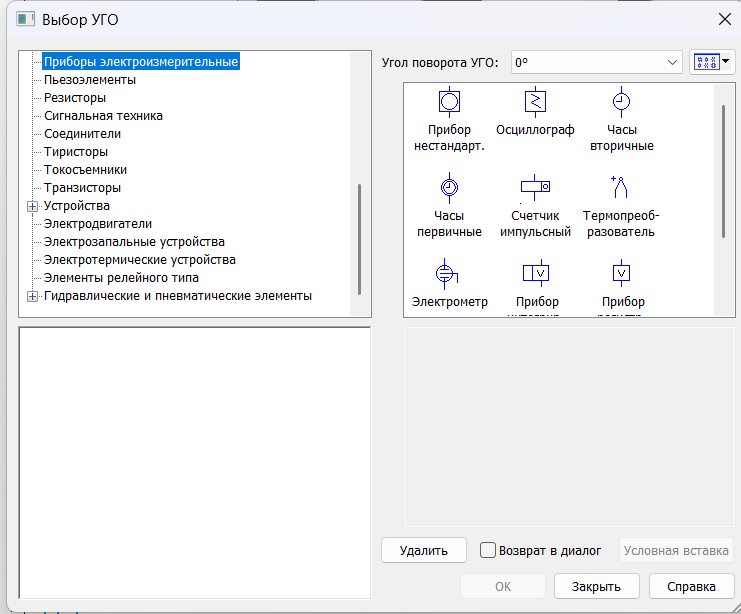 Выбор УГО
Приборы электроизмерительные
Пьезоэлементы
Резисторы
Сигнальная техника
Соединители
Тиристоры
Токосъемники
Транзисторы
Устройства
Электродвигатели
Электрозапальные устройства
Электротермические устройства
Элементы релейного типа
Гидравлические и пневматические элементы
Угол поворота УГО:
0º
Прибор
нестандарт.
Осциллограф
Часы
вторичные
Часы
первичные
Счетчик
импульсный
Термопреоб-
разователь
Электрометр
Прибор
Прибор
Удалить
Возврат в диалог
Условная вставка
OK
Закрыть
Справка